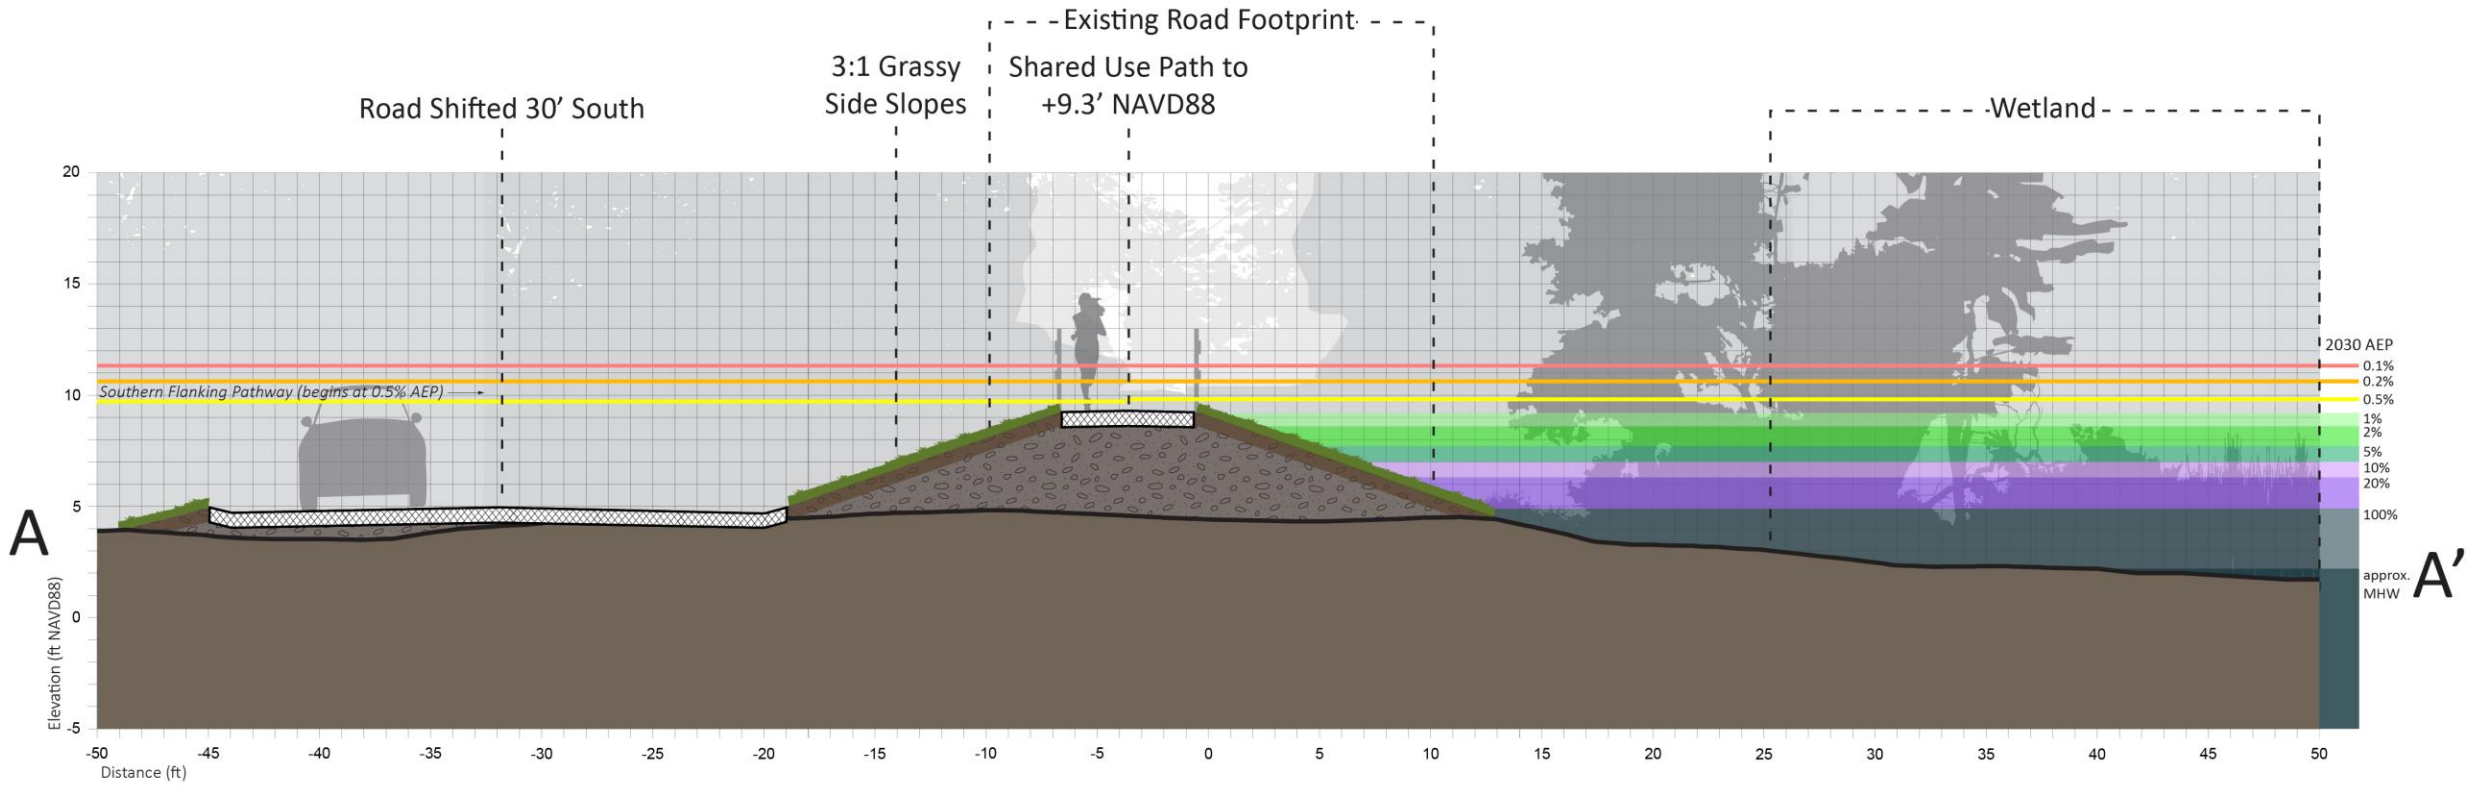 Existing Road Footprint
3:1 Grassy
Side Slopes
Shared Use Path to
+9.3’ NAVD88
Road Shifted 30’ South
Wetland
20
15
10
5
0
-5
Elevation (ft NAVD88)
Southern Flanking Pathway (begins at 0.5% AEP)
2030 AEP
0.1%
0.2%
0.5%
1%
2%
5%
10%
20%
100%
approx.
MHW
A
A’
-50 -45 -40 -35 -30 -25 -20 -15 -10 -5 0 5 10 15 20 25 30 35 40 45 50
Distance (ft)